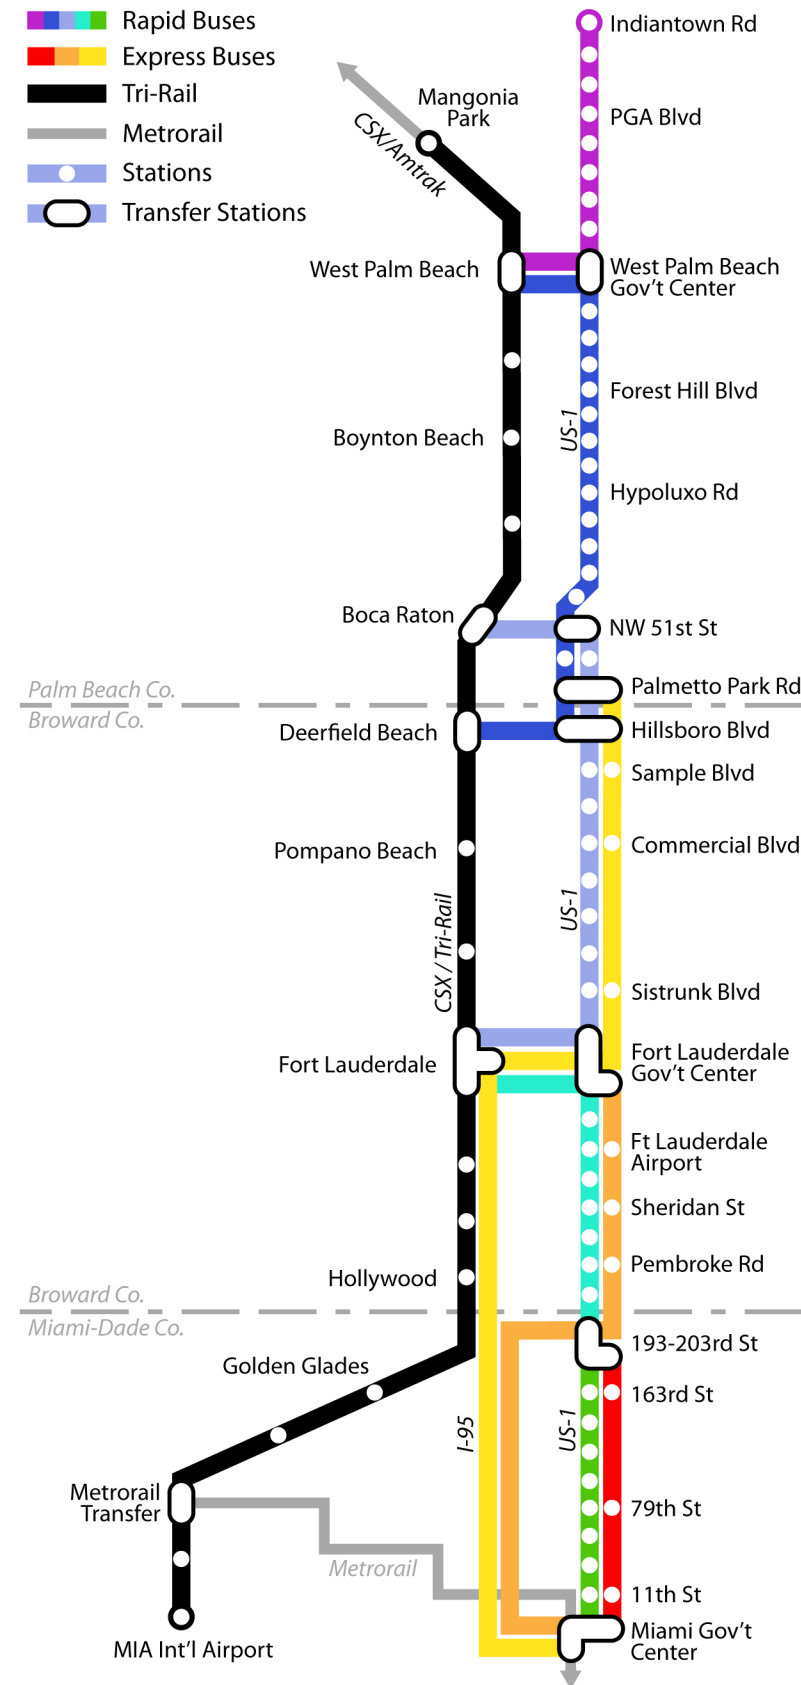 Rapid Buses
Express Buses
Tri-Rail
Metrorail
Stations
Transfer Stations
Indiantown Rd
Mangonia
Park
CSX/Amtrak
PGA Blvd
West Palm Beach
West Palm Beach
Gov't Center
Forest Hill Blvd
US-1
Boynton Beach
Hypoluxo Rd
Boca Raton
NW 51st St
Palm Beach Co.
Palmetto Park Rd
Broward Co.
Deerfield Beach
Hillsboro Blvd
Sample Blvd
Pompano Beach
Commercial Blvd
CSX / Tri-Rail
US-1
Sistrunk Blvd
Fort Lauderdale
Fort Lauderdale
Gov't Center
Ft Lauderdale
Airport
Sheridan St
Hollywood
Pembroke Rd
Broward Co.
Miami-Dade Co.
193-203rd St
Golden Glades
163rd St
I-95
US-1
Metrorail
Transfer
79th St
Metrorail
11th St
MIA Int'l Airport
Miami Gov't
Center